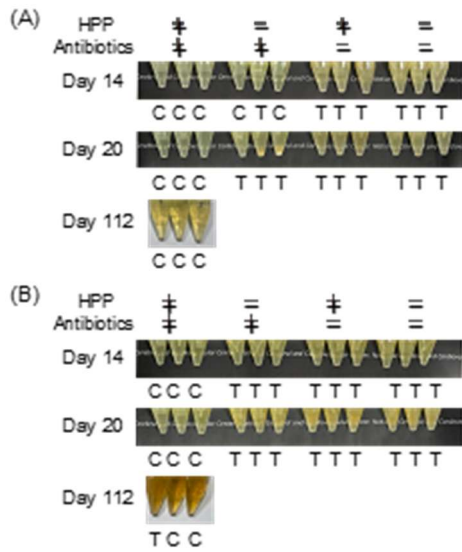 (A)
HPP ǂ = ǂ =
Antibiotics ǂ ǂ = =
Day 14
C C C C T C T T T T T T
Day 20
C C C T T T T T T T T T
Day 112
C C C
(B)
HPP ǂ = ǂ =
Antibiotics ǂ ǂ = =
Day 14
C C C T T T T T T T T T
Day 20
C C C T T T T T T T T T
Day 112
T C C